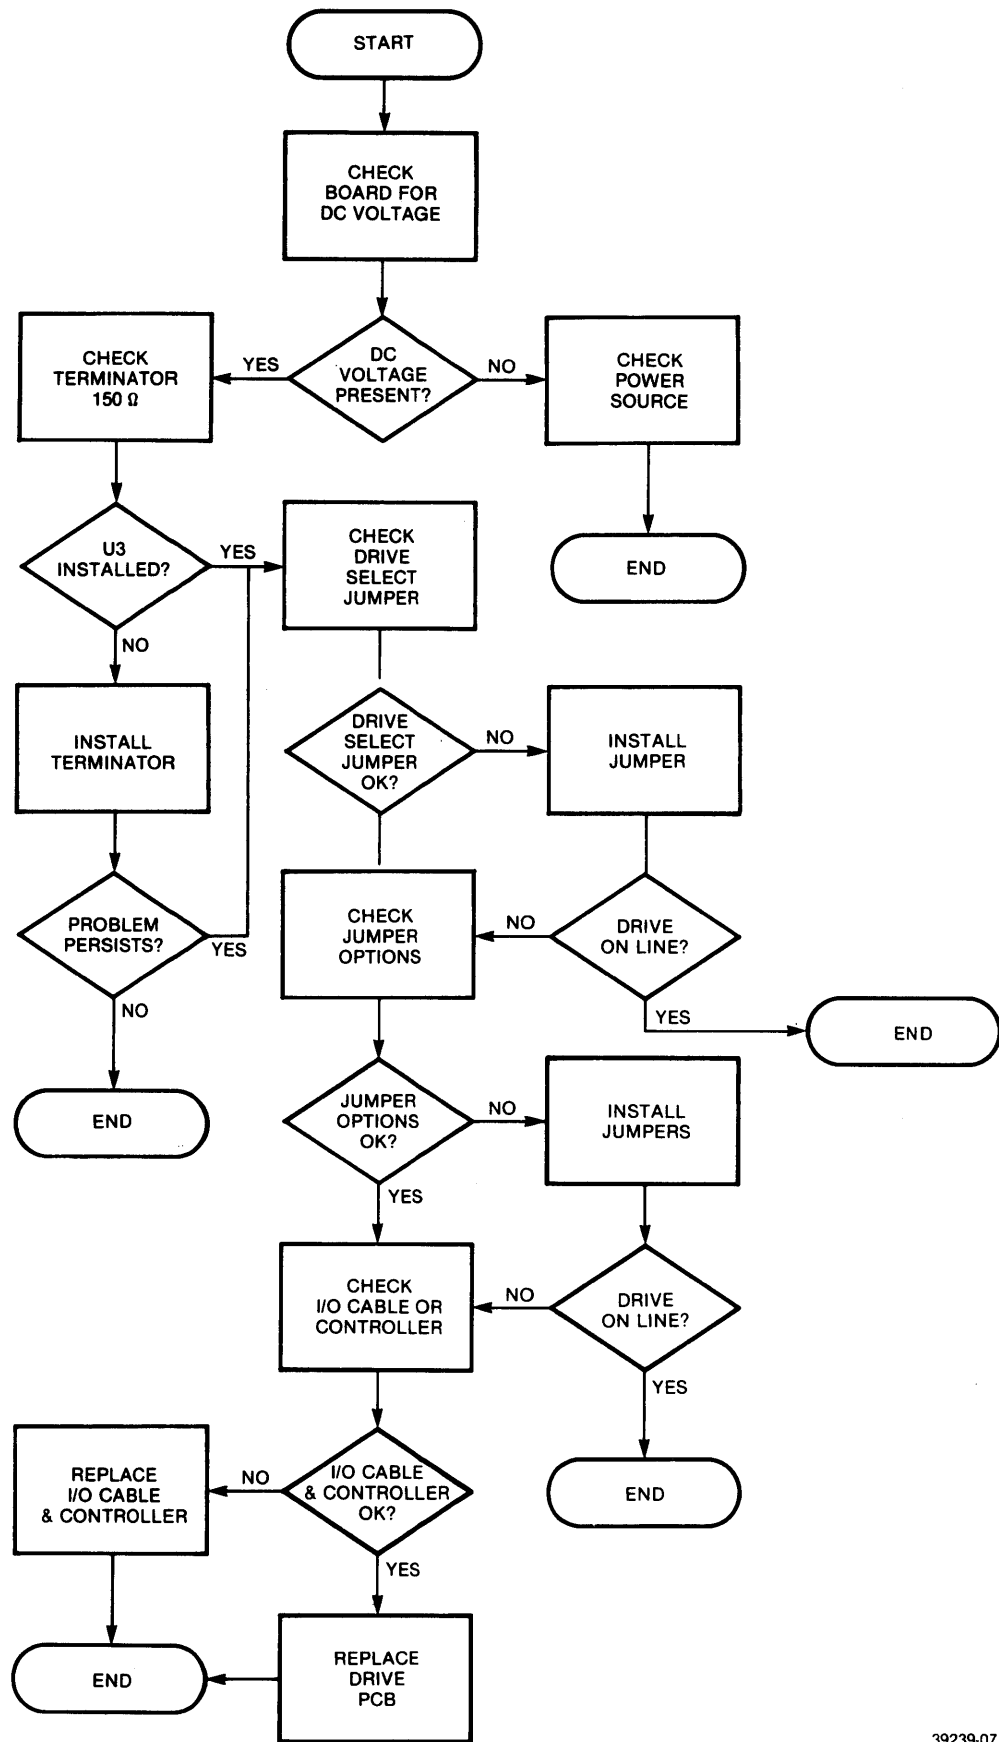 START
CHECK
BOARD FOR
DC VOLTAGE
CHECK
TERMINATOR
150 Ω
YES
DC
VOLTAGE
PRESENT?
NO
CHECK
POWER
SOURCE
U3
INSTALLED?
YES
CHECK
DRIVE
SELECT
JUMPER
END
NO
INSTALL
TERMINATOR
DRIVE
SELECT
JUMPER
OK?
NO
INSTALL
JUMPER
PROBLEM
PERSISTS?
YES
CHECK
JUMPER
OPTIONS
NO
DRIVE
ON LINE?
NO
YES
END
END
JUMPER
OPTIONS
OK?
NO
INSTALL
JUMPERS
YES
CHECK
I/O CABLE OR
CONTROLLER
NO
DRIVE
ON LINE?
YES
REPLACE
I/O CABLE
& CONTROLLER
NO
I/O CABLE
& CONTROLLER
OK?
END
YES
END
REPLACE
DRIVE
PCB
39239-07